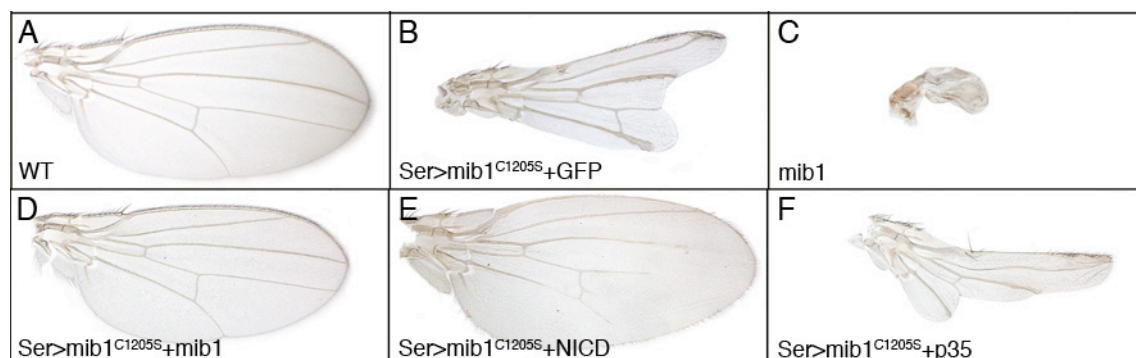 A
WT
B
Ser>mib1C1205S+GFP
C
mib1
D
Ser>mib1C1205S+mib1
E
Ser>mib1C1205S+NICD
F
Ser>mib1C1205S+p35